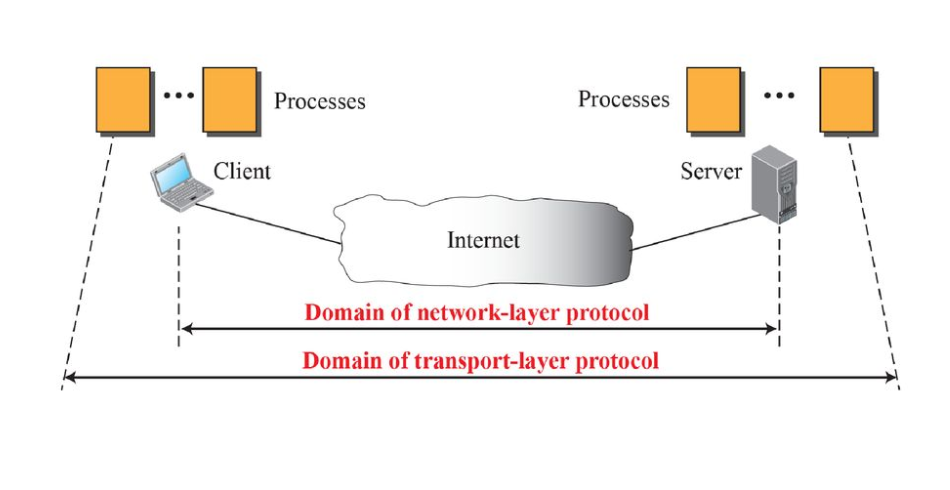 Processes
Processes
Client
Server
Internet
Domain of network-layer protocol
Domain of transport-layer protocol